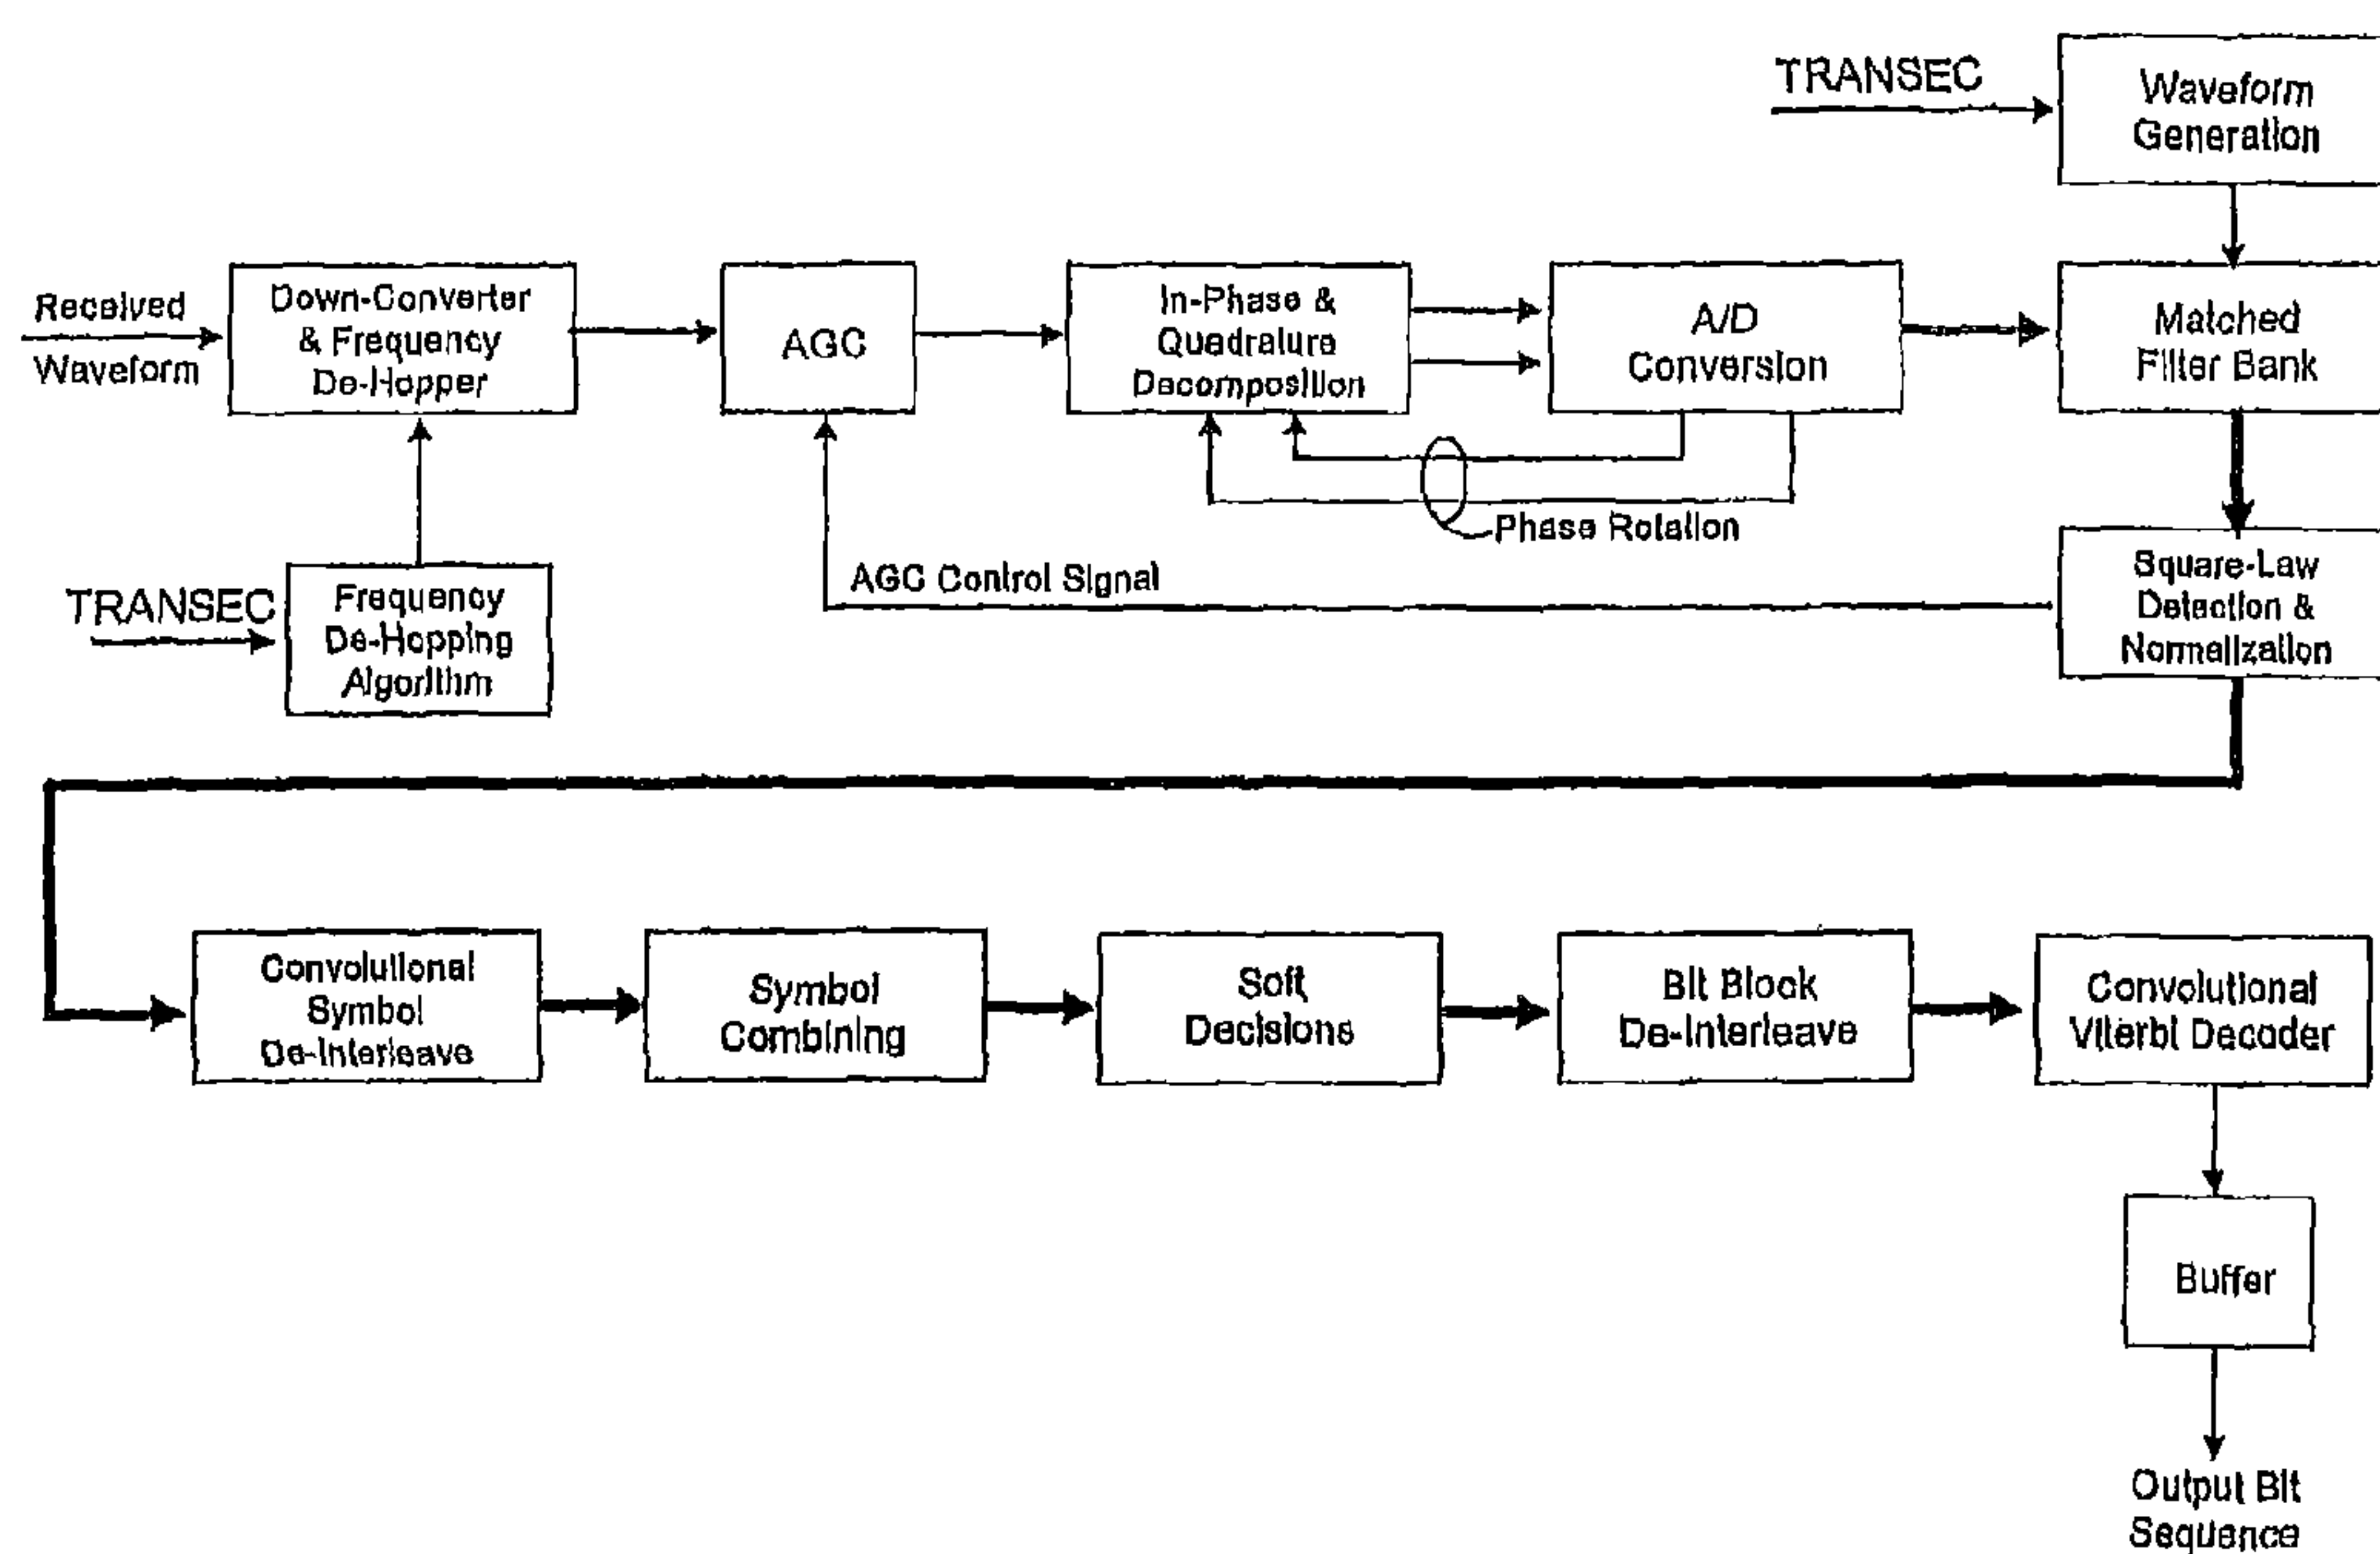 TRANSEC
Waveform
Generation
Received
Waveform
Down-Converter
& Frequency
De-Hopper
AGC
In-Phase &
Quadrature
Decomposition
A/D
Conversion
Matched
Filter Bank
Phase Rotation
AGC Control Signal
TRANSEC
Frequency
De-Hopping
Algorithm
Square-Law
Detection &
Normalization
Convolutional
Symbol
De-Interleave
Symbol
Combining
Soft
Decisions
Bit Block
De-Interleave
Convolutional
Viterbi Decoder
Buffer
Output Bit
Sequence